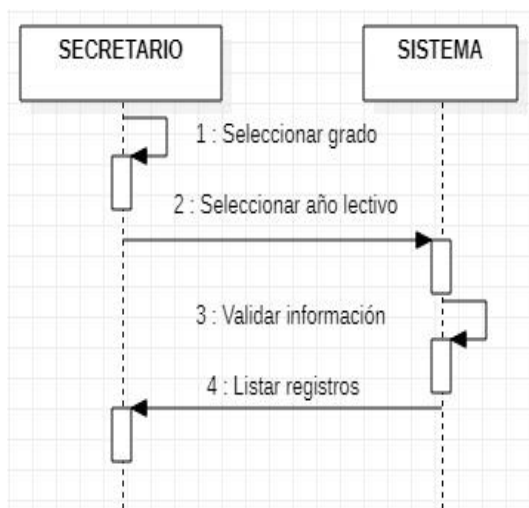 SECRETARIO
SISTEMA
1 : Seleccionar grado
2 : Seleccionar año lectivo
3 : Validar información
4 : Listar registros